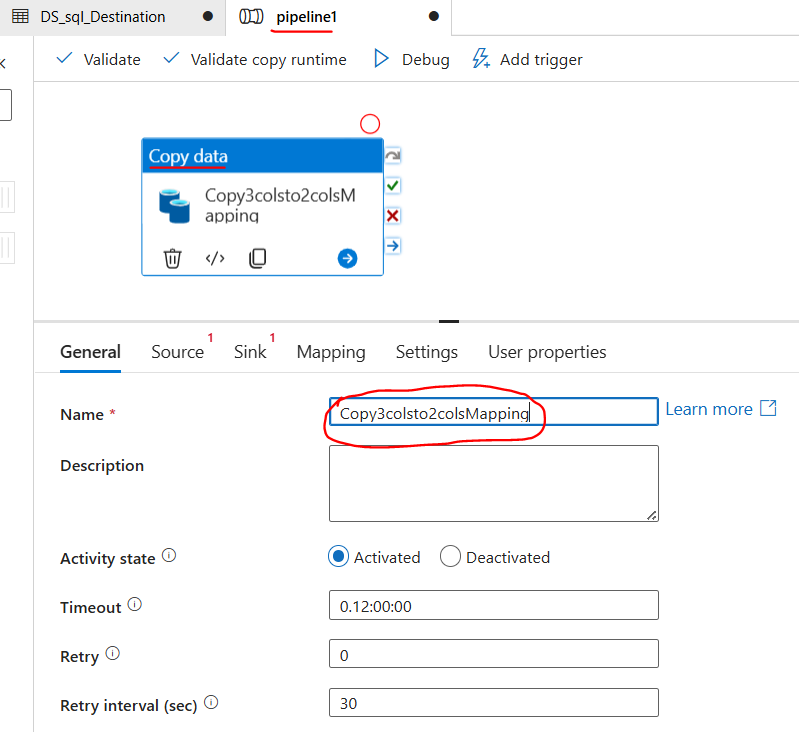 DS_sql_Destination
pipeline1
Validate
Validate copy runtime
Debug
Add trigger
Copy data
Copy3colsto2colsM
apping
General
Source 1
Sink 1
Mapping
Settings
User properties
Name *
Copy3colsto2colsMapping
Learn more
Description
Activity state
Activated
Deactivated
Timeout
0.12:00:00
Retry
0
Retry interval (sec)
30